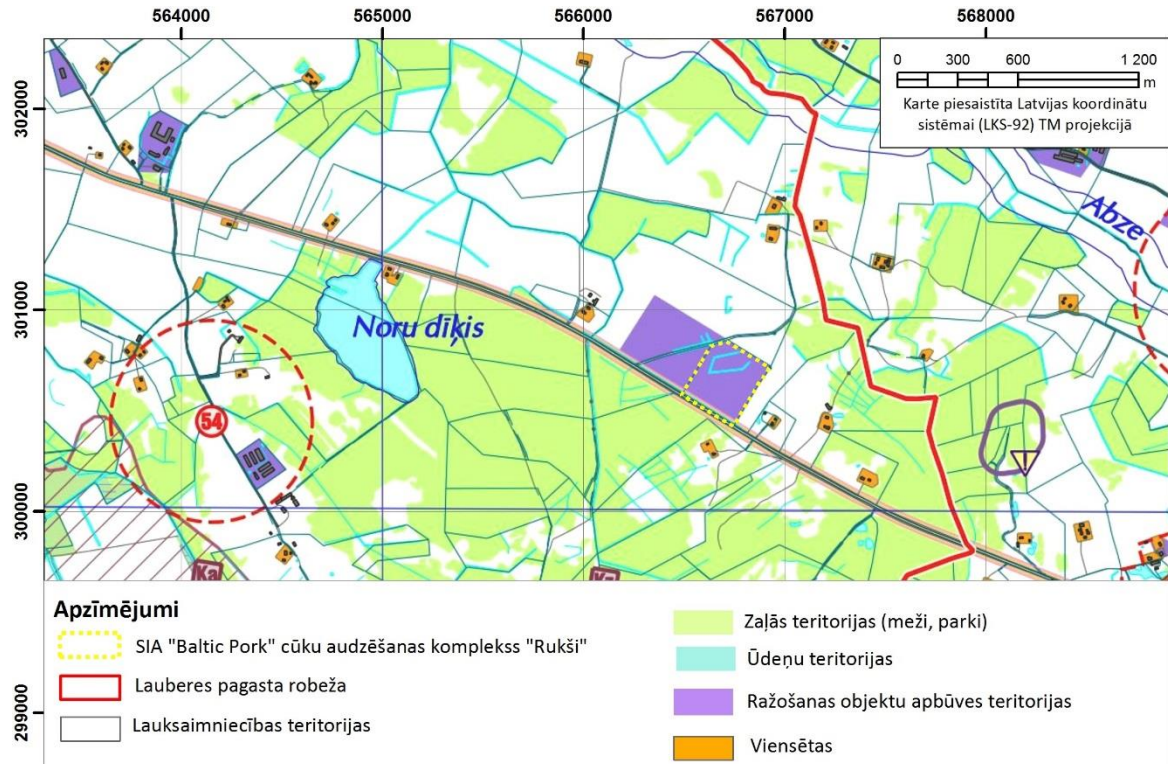 564000 565000 566000 567000 568000
0 300 600 1 200
m
Karte piesaistīta Latvijas koordinātu
sistēmai (LKS-92) TM projekcijā
302000
Abze
301000
Noru dīķis
54
300000
Ka
Apzīmējumi
SIA "Baltic Pork" cūku audzēšanas komplekss "Rukši"
Lauberes pagasta robeža
Lauksaimniecības teritorijas
299000
Zaļās teritorijas (meži, parki)
Ūdeņu teritorijas
Ražošanas objektu apbūves teritorijas
Viensētas